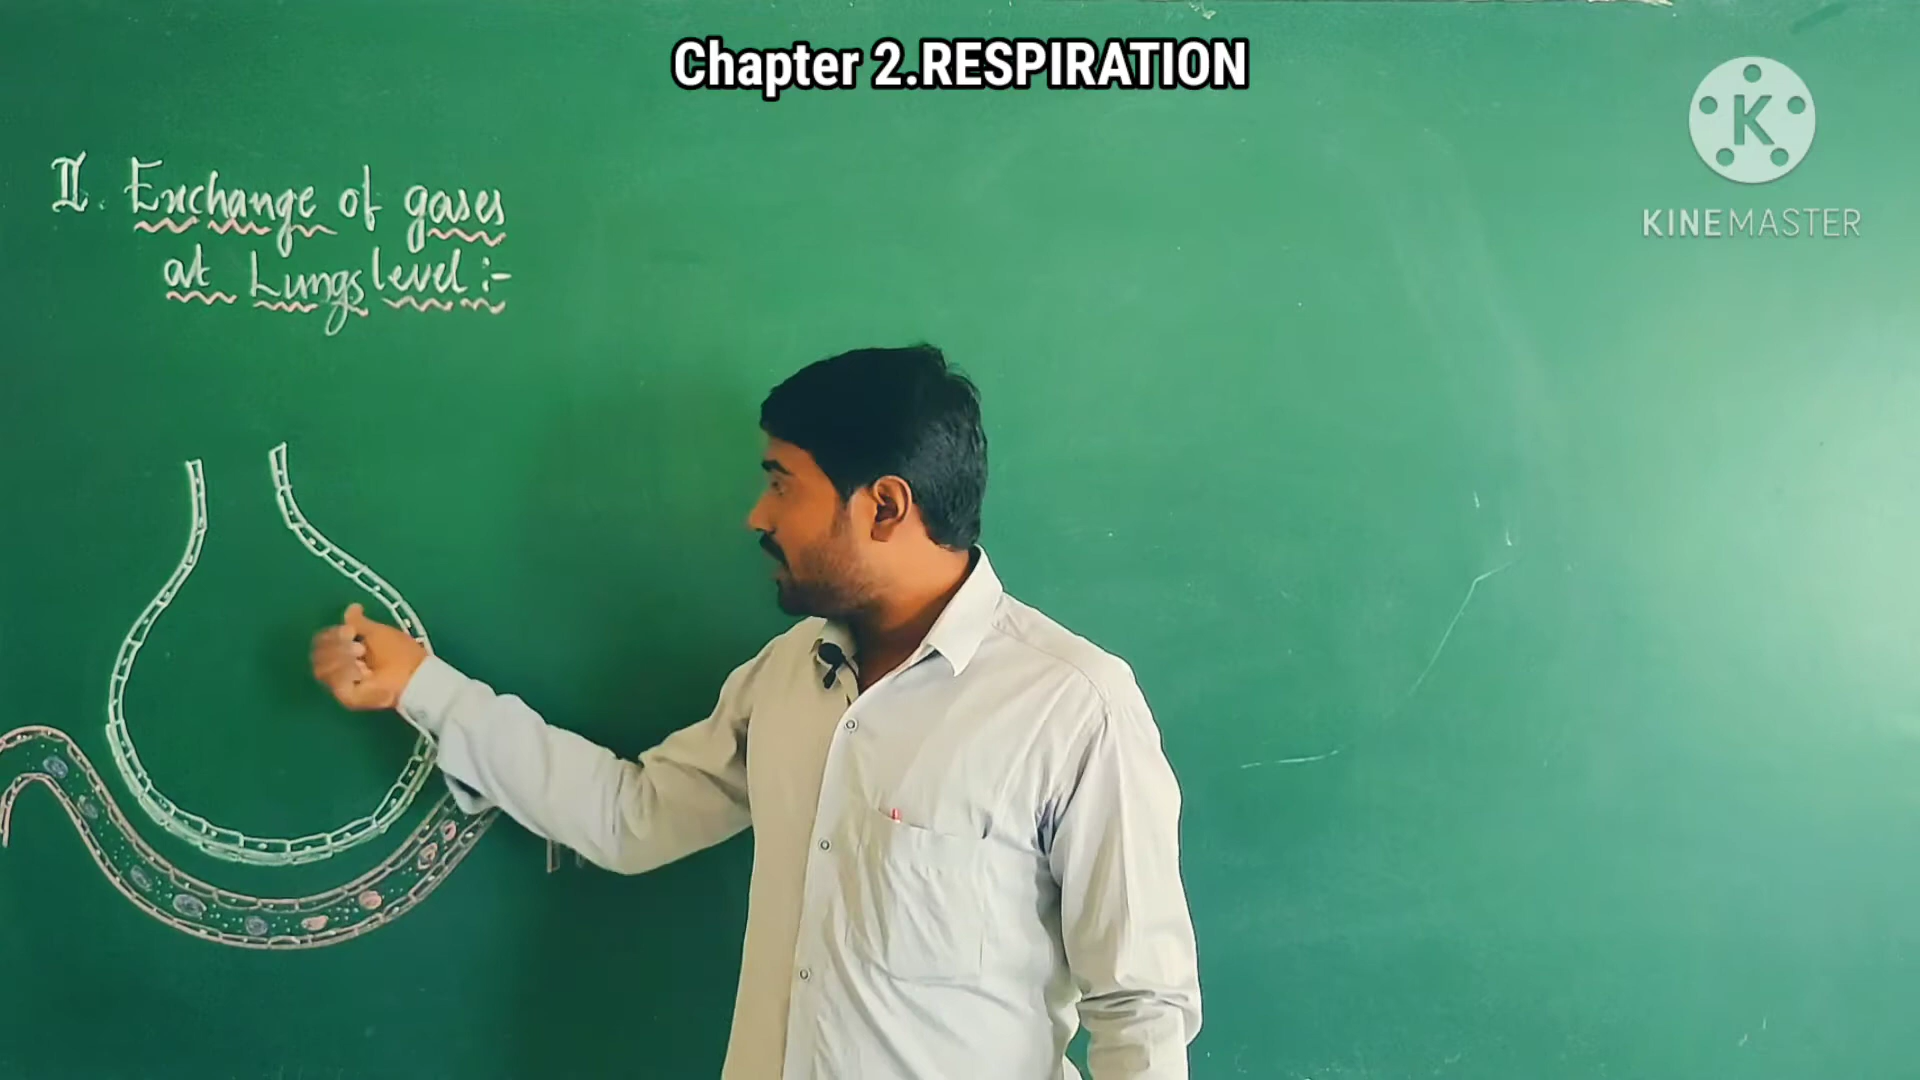 Chapter 2.RESPIRATION
K
KINEMASTER
II. Exchange of gases
at Lungs level :-